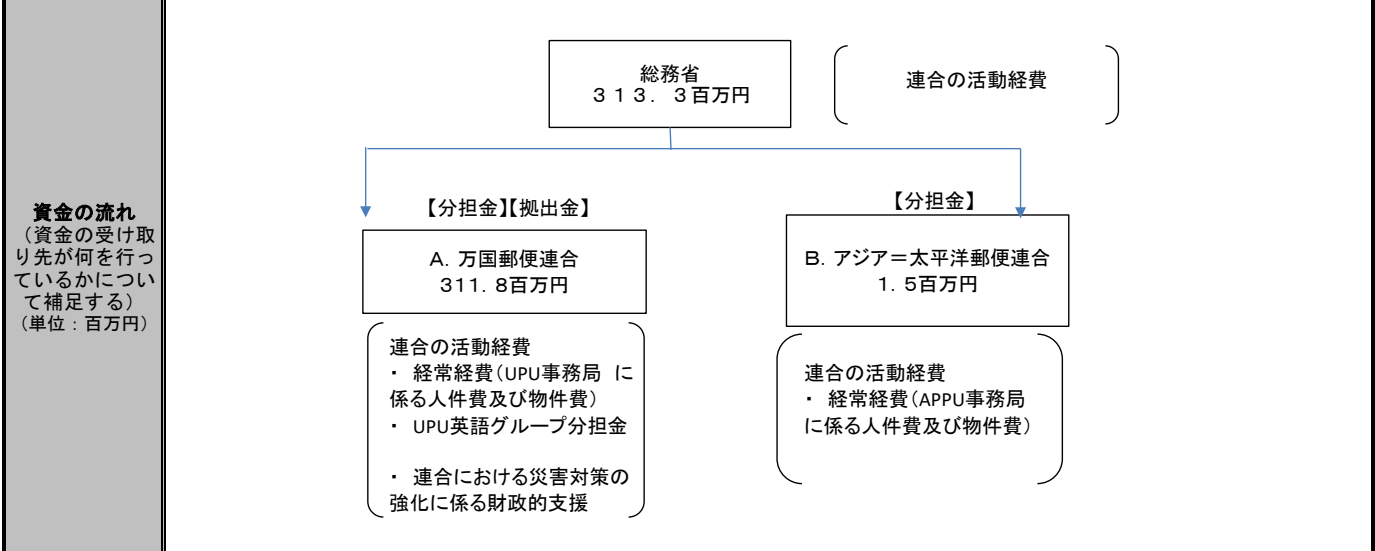 資金の流れ
（資金の受け取
り先が何を行っ
ているかについ
て補足する）
（単位：百万円）
総務省
３１３．３百万円
連合の活動経費
【分担金】【拠出金】
A．万国郵便連合
311．8百万円
連合の活動経費
・ 経常経費（UPU事務局 に
係る人件費及び物件費）
・ UPU英語グループ分担金
・ 連合における災害対策の
強化に係る財政的支援
【分担金】
B．アジア＝太平洋郵便連合
1．5百万円
連合の活動経費
・ 経常経費（APPU事務局
に係る人件費及び物件費）